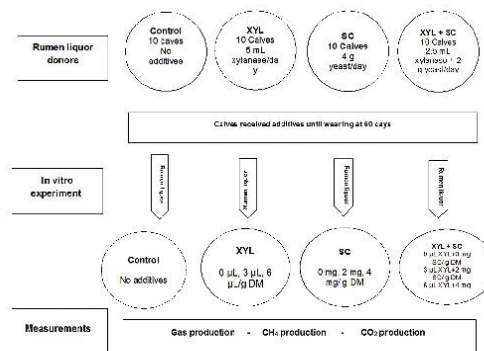 Rumen liquor
donors
Control
10 caves
No
additives
XYL
10 Calves
5 mL
xylanase/da
y
SC
10 Calves
4 g
yeast/day
XYL + SC
10 Calves
2.5 mL
xylanase + 2
g yeast/day
Calves received additives until wearing at 60 days
In vitro
experiment
Rumen liquor
Rumen liquor
Rumen liquor
Rumen liquor
Control
No additives
XYL
0 µL, 3 µL, 6
µL/g DM
SC
0 mg, 2 mg, 4
mg/g DM
XYL + SC
0 µL XYL+0 mg
SC/g DM
3 µL XYL+2 mg
SC/g DM
6 µL XYL+4 mg
Measurements
Gas production - CH₄ production - CO₂ production